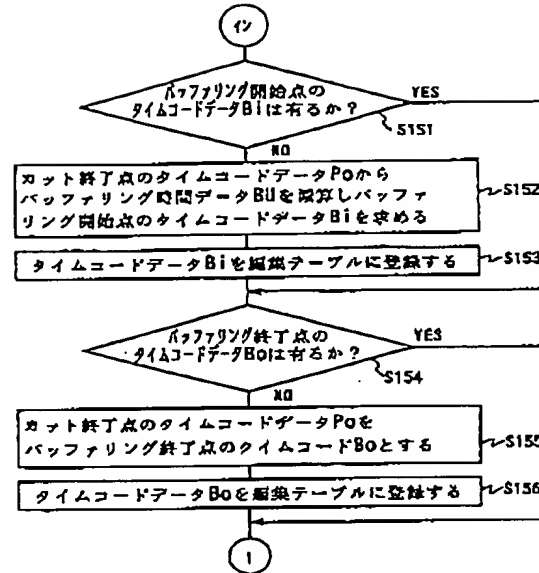 イン
バッファリング開始点の
タイムコードデータBiは有るか?
YES
S151
NO
カット終了点のタイムコードデータPoから
バッファリング時間データBUを減算しバッファ
リング開始点のタイムコードデータBiを求める
S152
タイムコードデータBiを編集テーブルに登録する
S153
バッファリング終了点の
タイムコードデータBoは有るか?
YES
S154
NO
カット終了点のタイムコードデータPoを
バッファリング終了点のタイムコードBoとする
S155
タイムコードデータBoを編集テーブルに登録する
S156
1